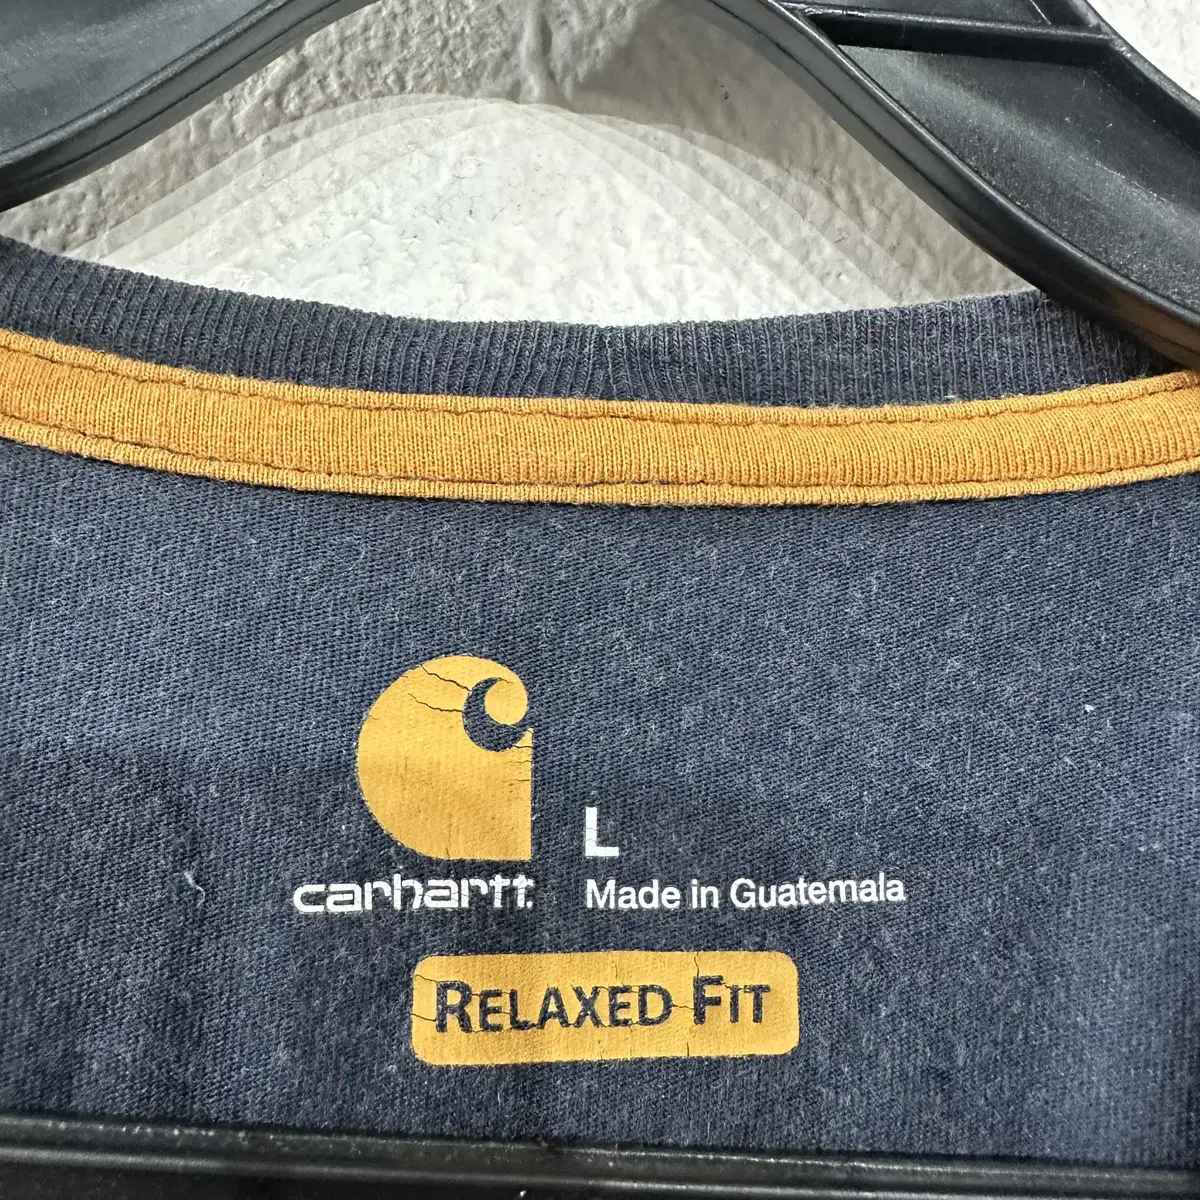 L
carhartt.
Made in Guatemala
RELAXED FIT